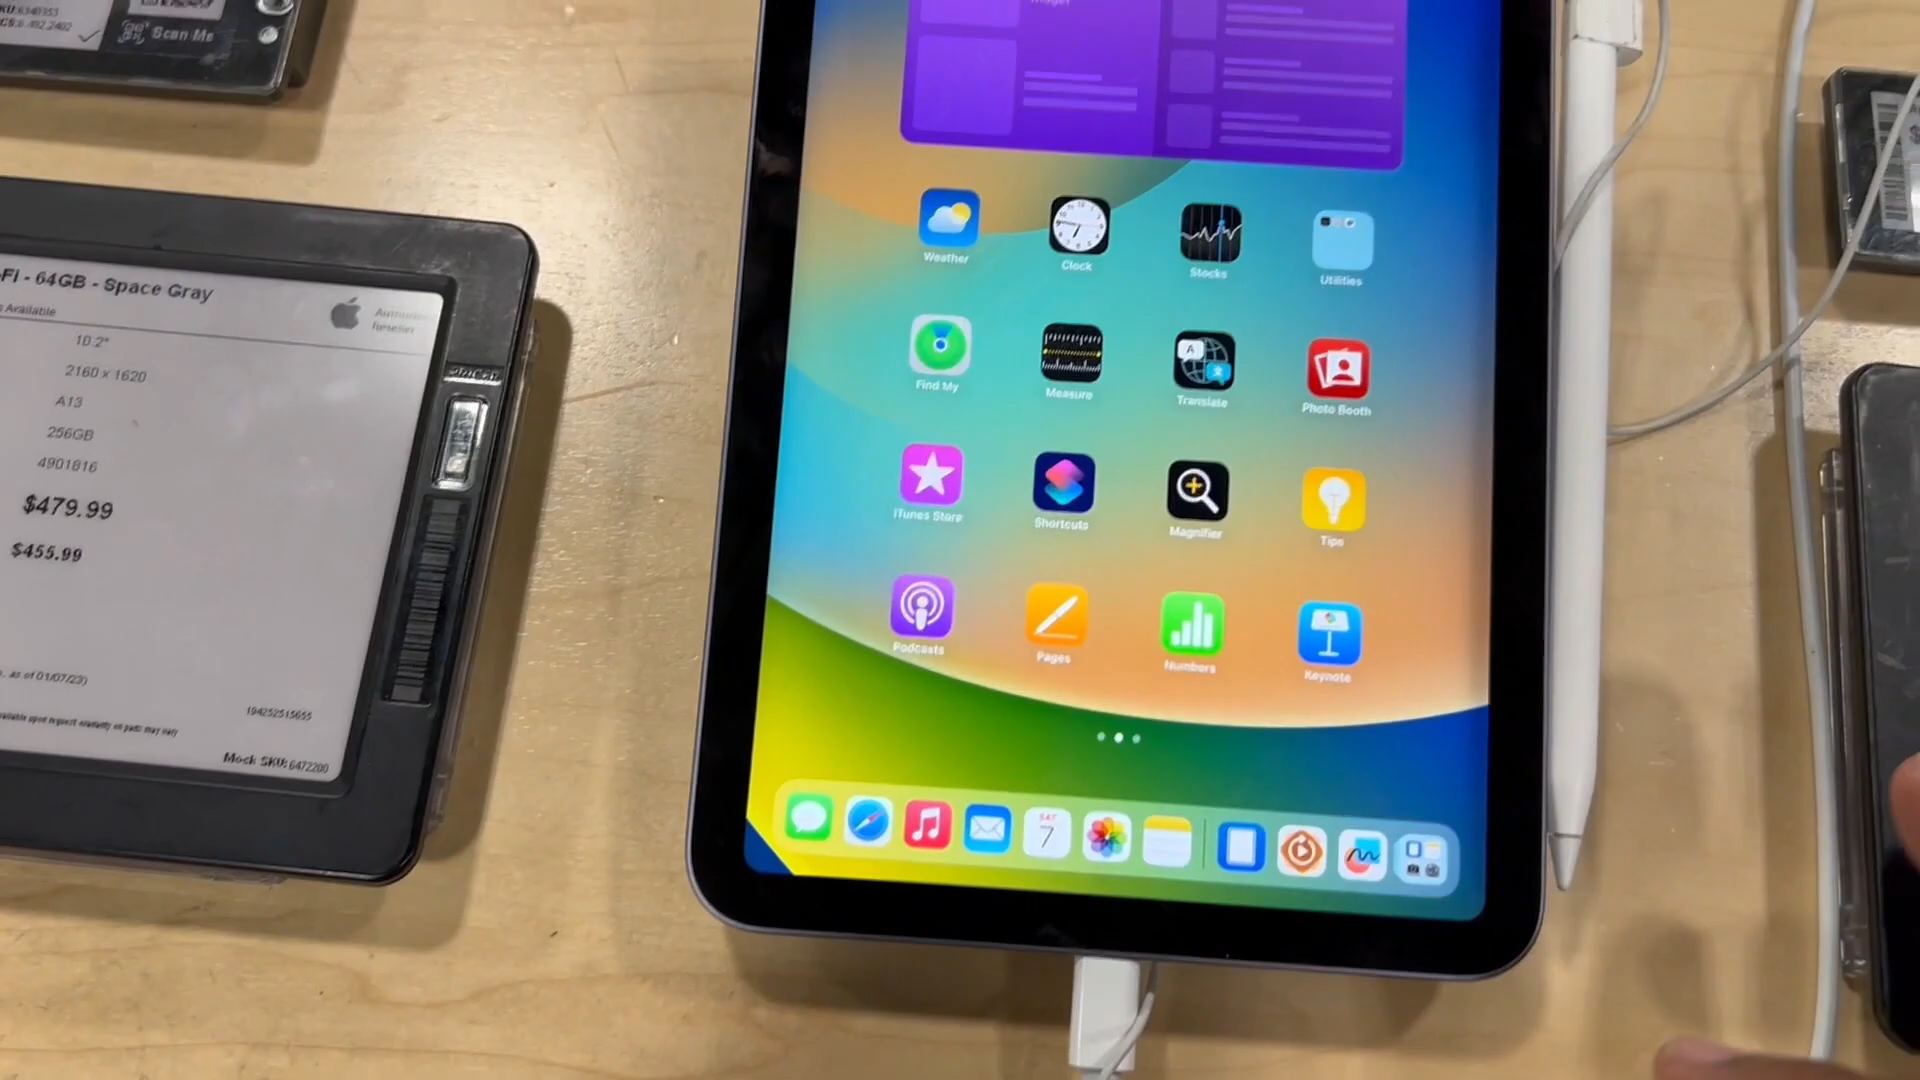 Scan Me
Fi - 64GB - Space Gray
s Available
10.2"
2160 x 1620
A13
256GB
4901816
$479.99
$455.99
as of 01/07/23)
194252515655
Mock SKU:6472200
Weather
Clock
Stocks
Utilities
Find My
Measure
Translate
Photo Booth
iTunes Store
Shortcuts
Magnifier
Tips
Podcasts
Pages
Numbers
Keynote
SAT
7